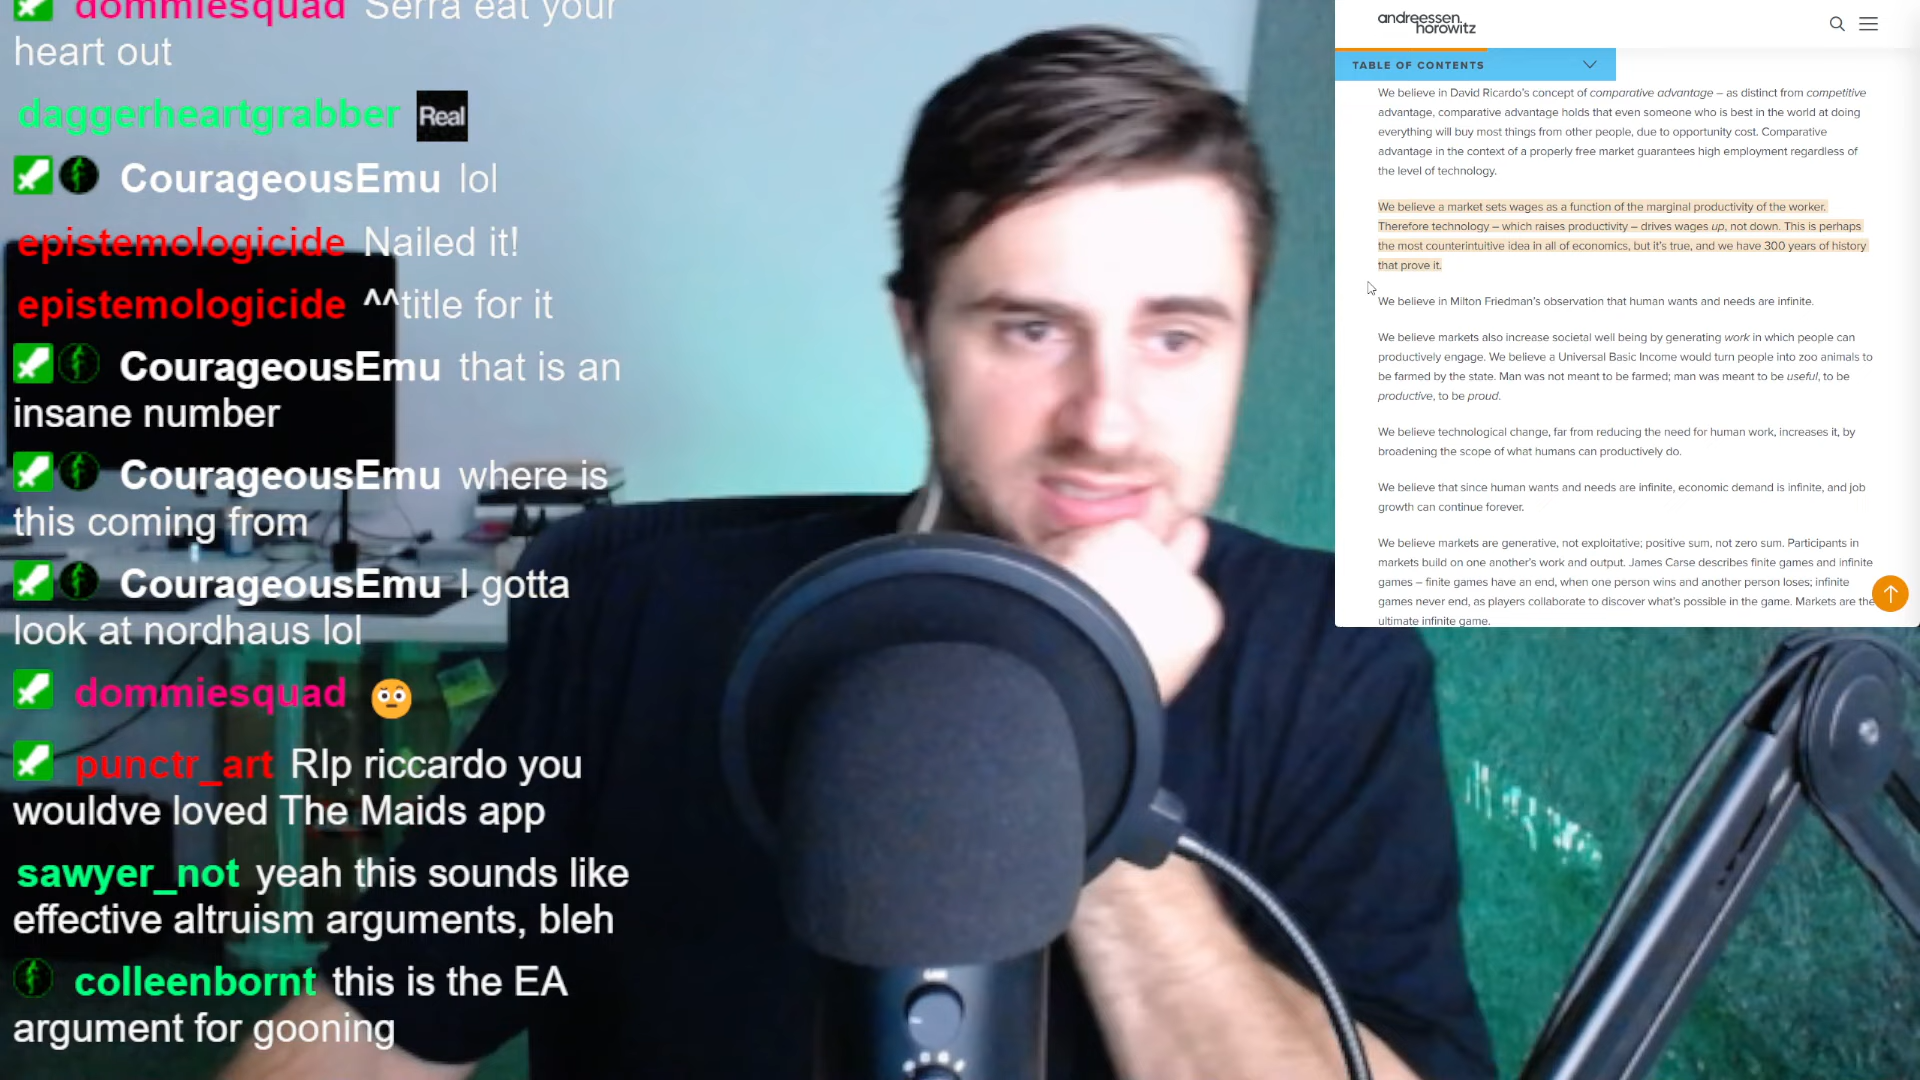 dommiesquad Serra eat your
heart out
daggerheartgrabber Real
CourageousEmu lol
epistemologicide Nailed it!
epistemologicide ^^title for it
CourageousEmu that is an
insane number
CourageousEmu where is
this coming from
CourageousEmu I gotta
look at nordhaus lol
dommiesquad 😳
punctr_art RIp riccardo you
wouldve loved The Maids app
sawyer_not yeah this sounds like
effective altruism arguments, bleh
colleenbornt this is the EA
argument for gooning
andreessen.
horowitz
TABLE OF CONTENTS
We believe in David Ricardo's concept of comparative advantage – as distinct from competitive
advantage, comparative advantage holds that even someone who is best in the world at doing
everything will buy most things from other people, due to opportunity cost. Comparative
advantage in the context of a properly free market guarantees high employment regardless of
the level of technology.
We believe a market sets wages as a function of the marginal productivity of the worker.
Therefore technology – which raises productivity – drives wages up, not down. This is perhaps
the most counterintuitive idea in all of economics, but it's true, and we have 300 years of history
that prove it.
We believe in Milton Friedman's observation that human wants and needs are infinite.
We believe markets also increase societal well being by generating work in which people can
productively engage. We believe a Universal Basic Income would turn people into zoo animals to
be farmed by the state. Man was not meant to be farmed; man was meant to be useful, to be
productive, to be proud.
We believe technological change, far from reducing the need for human work, increases it, by
broadening the scope of what humans can productively do.
We believe that since human wants and needs are infinite, economic demand is infinite, and job
growth can continue forever.
We believe markets are generative, not exploitative; positive sum, not zero sum. Participants in
markets build on one another's work and output. James Carse describes finite games and infinite
games – finite games have an end, when one person wins and another person loses; infinite
games never end, as players collaborate to discover what's possible in the game. Markets are the
ultimate infinite game.